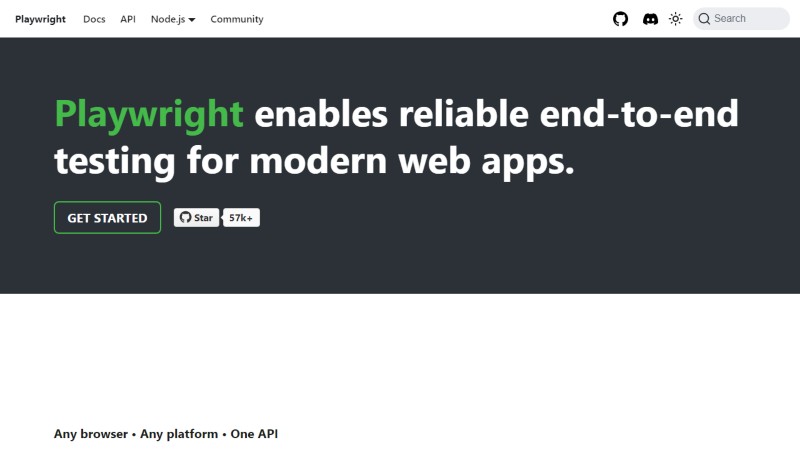 Playwright Docs API Node.js Community Search
Playwright enables reliable end-to-end
testing for modern web apps.
GET STARTED Star 57k+
Any browser • Any platform • One API